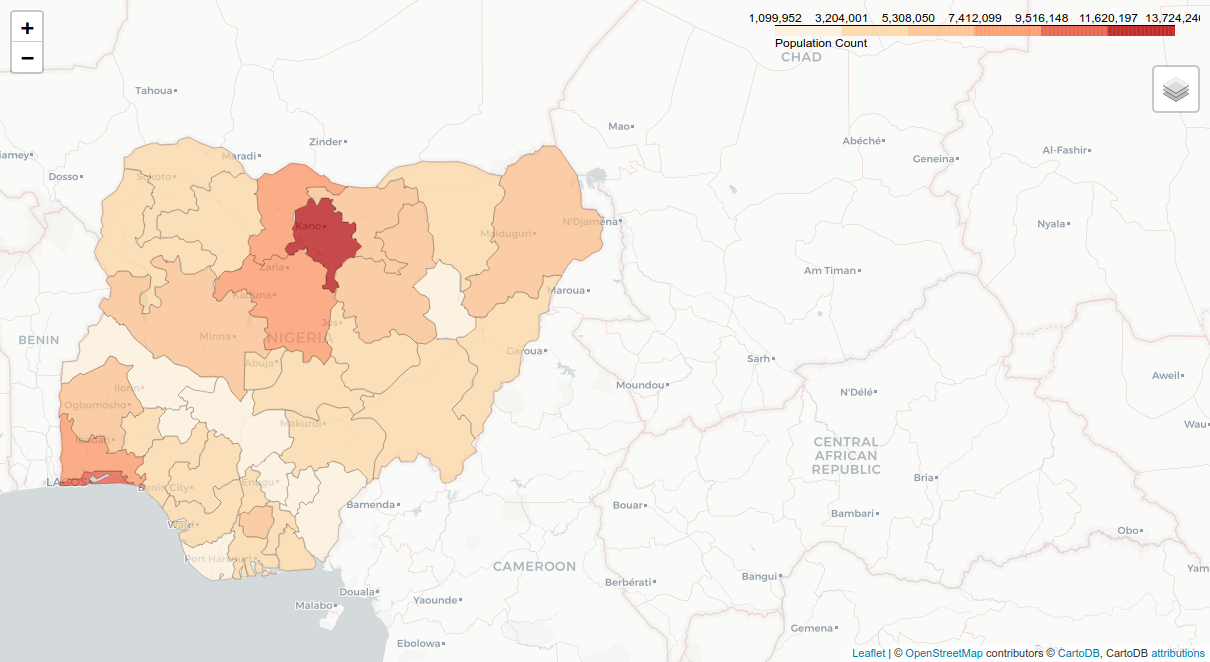 +
−
1,099,952 3,204,001 5,308,050 7,412,099 9,516,148 11,620,197 13,724,246
Population Count
CHAD
Tahoua
Mao
Zinder
Abéché
Al-Fashir
iamey
Maradi
Geneina
Dosso
Sokoto
N'Djaména
Nyala
Kano
Maiduguri
Zaria
Am Timan
Kaduna
Maroua
Jos
Minna
NIGERIA
BENIN
Garoua
Sarh
Abuja
Aweil
Ilorin
Moundou
N'Délé
Ogbomosho
Makurdi
Wau
Ibadan
CENTRAL
AFRICAN
REPUBLIC
Bria
LAGOS
Benin City
Enugu
Bamenda
Bouar
Bambari
Warri
Obo
Port Harcourt
CAMEROON
Yam
Bangui
Berbérati
Douala
Yaounde
Malabo
Gemena
Ebolowa
Leaflet | © OpenStreetMap contributors © CartoDB, CartoDB attributions